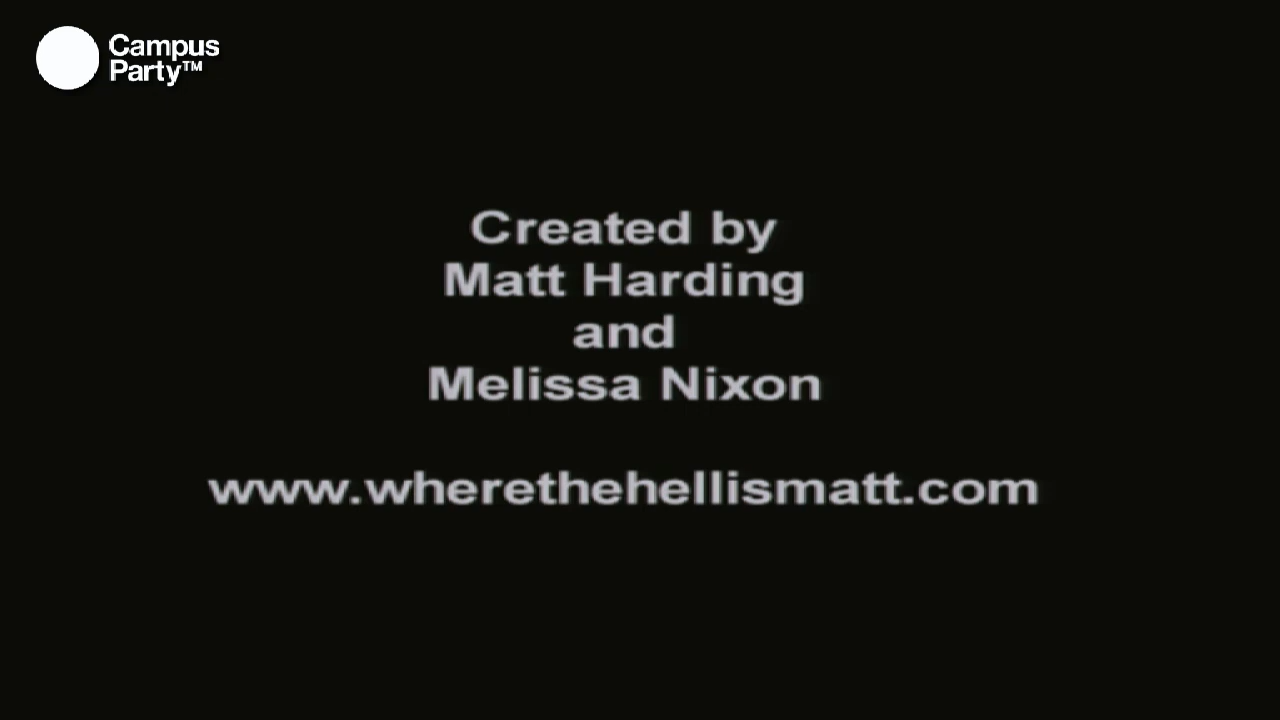 Campus
Party™
Created by
Matt Harding
and
Melissa Nixon
www.wherethehellismatt.com